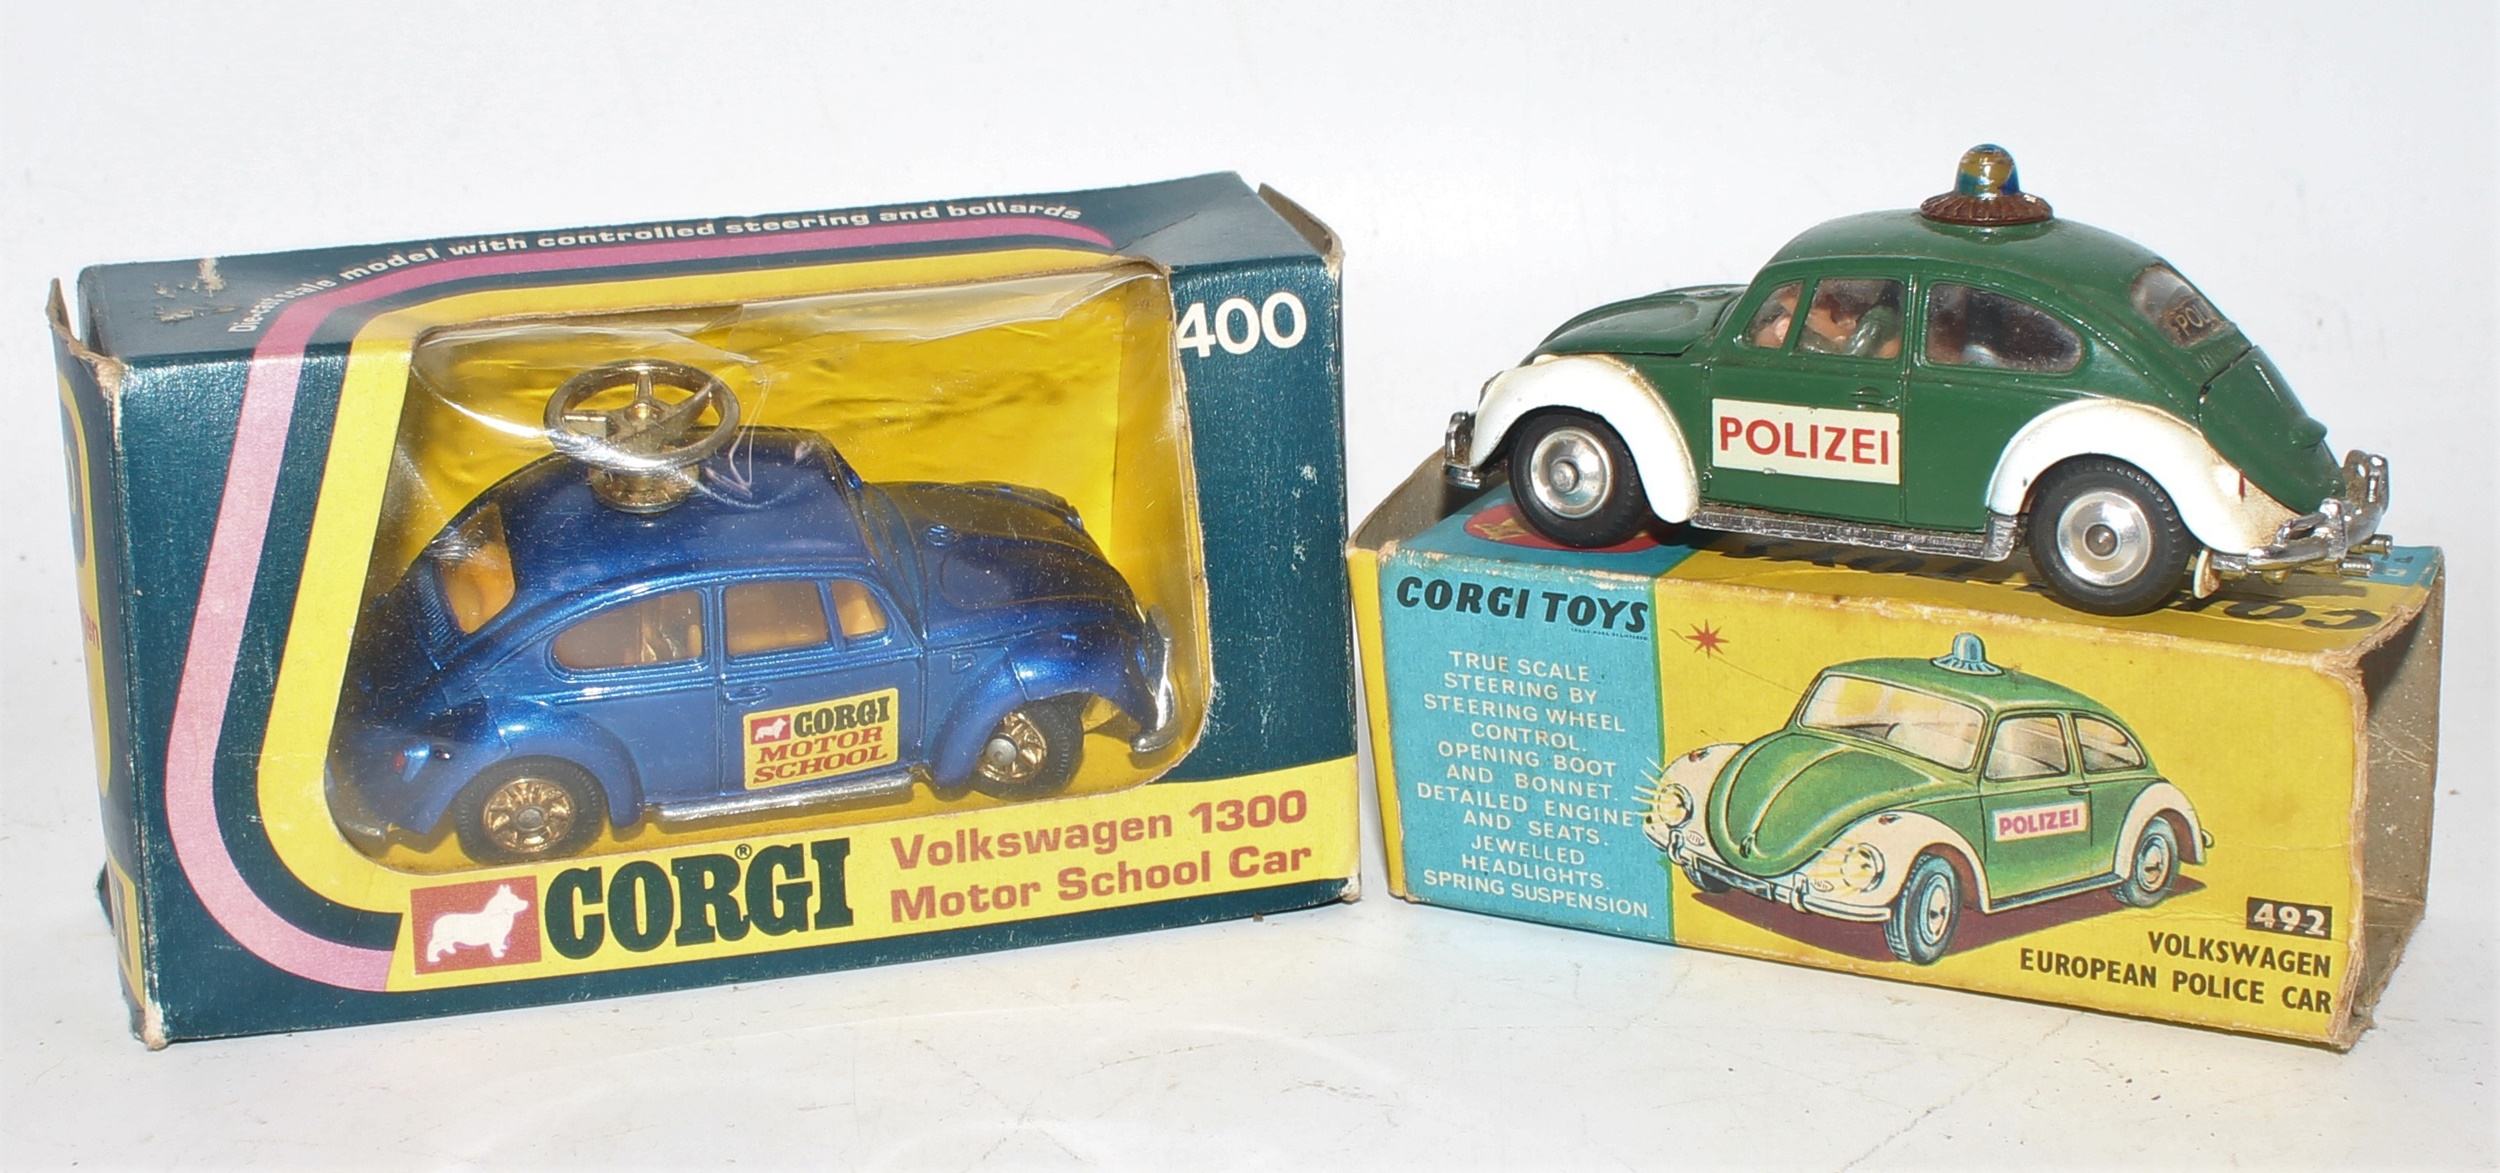 Die-cast scale model with controlled steering and bollards
400
CORGI
MOTOR
SCHOOL
CORGI®
Volkswagen 1300
Motor School Car
POLIZEI
CORGI TOYS
TRUE SCALE
STEERING BY
STEERING WHEEL
CONTROL.
OPENING BOOT
AND BONNET.
DETAILED ENGINE
AND SEATS.
JEWELLED
HEADLIGHTS.
SPRING SUSPENSION.
POLIZEI
492
VOLKSWAGEN
EUROPEAN POLICE CAR